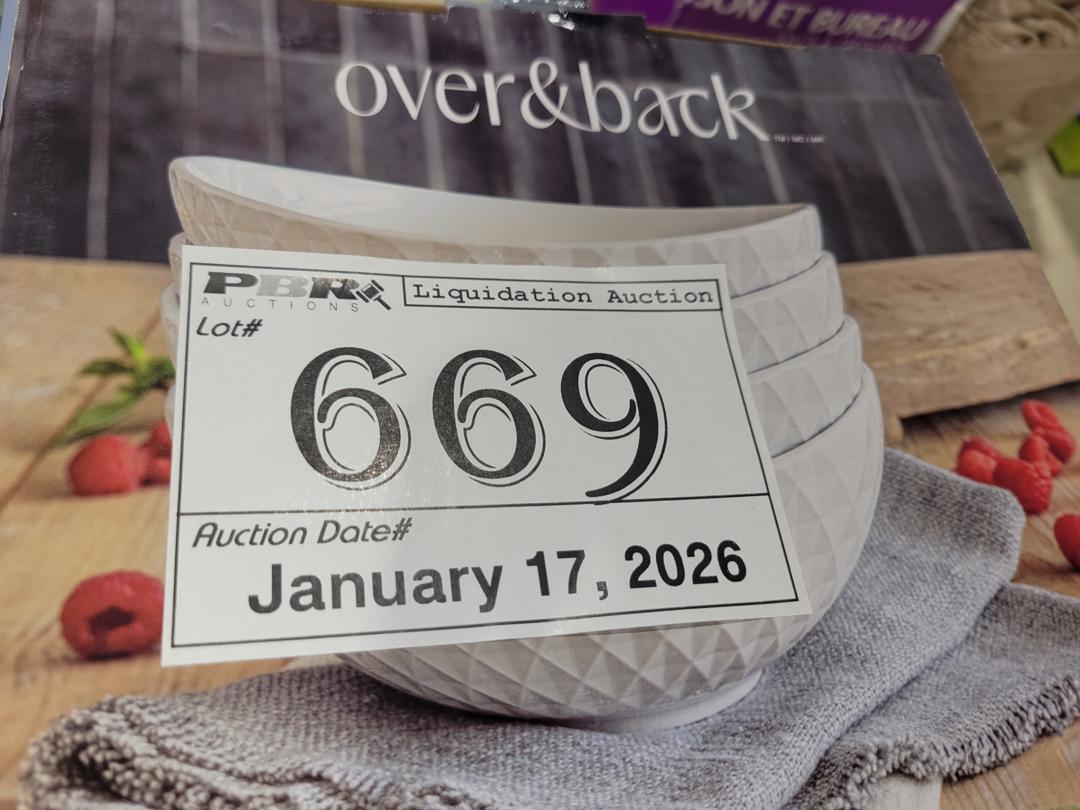 SON ET BUREAU
over&back
PBR
AUCTIONS
Liquidation Auction
Lot#
669
Auction Date#
January 17, 2026